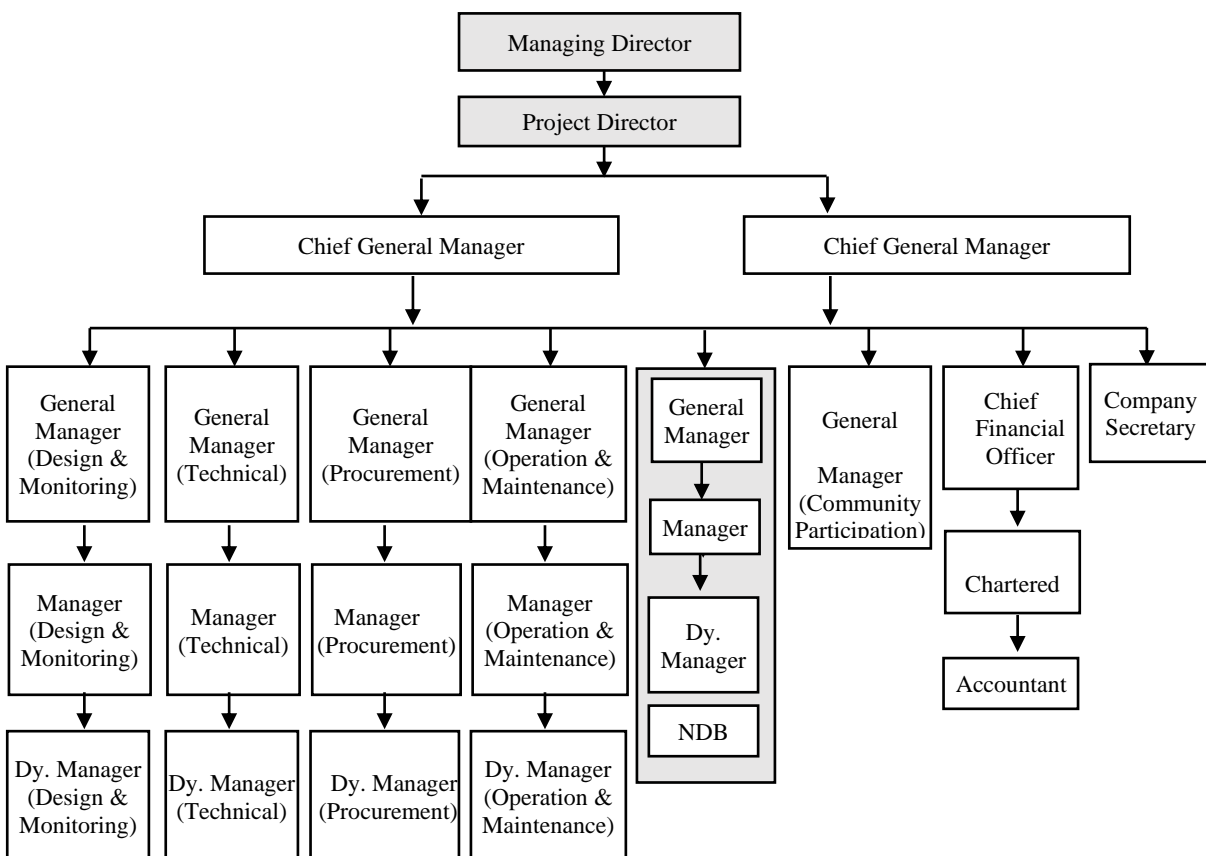 Managing Director
Project Director
Chief General Manager
Chief General Manager
General
Manager
(Design &
Monitoring)
General
Manager
(Technical)
General
Manager
(Procurement)
General
Manager
(Operation &
Maintenance)
General
Manager
General
Manager
(Community
Participation)
Chief
Financial
Officer
Company
Secretary
Manager
(Design &
Monitoring)
Manager
(Technical)
Manager
(Procurement)
Manager
(Operation &
Maintenance)
Manager
Chartered
Dy. Manager
(Design &
Monitoring)
Dy. Manager
(Technical)
Dy. Manager
(Procurement)
Dy. Manager
(Operation &
Maintenance)
Dy.
Manager
NDB
Accountant